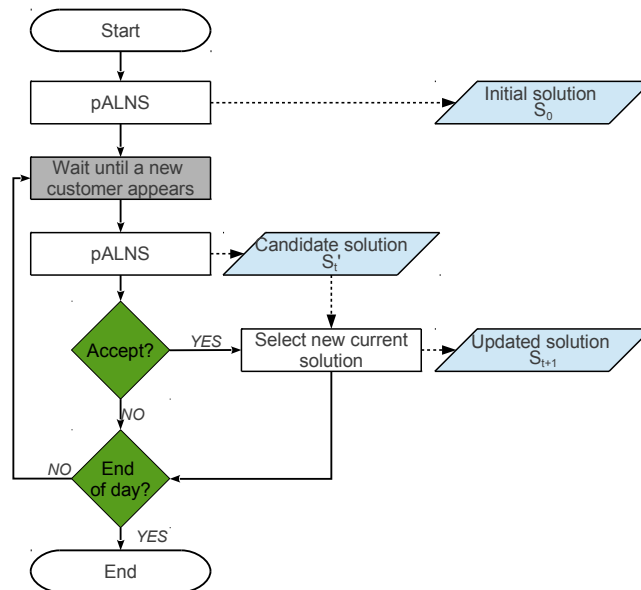 Start
pALNS
Initial solution
S0
Wait until a new
customer appears
pALNS
Candidate solution
St'
Accept?
YES
Select new current
solution
Updated solution
St+1
NO
End
of day?
NO
YES
End